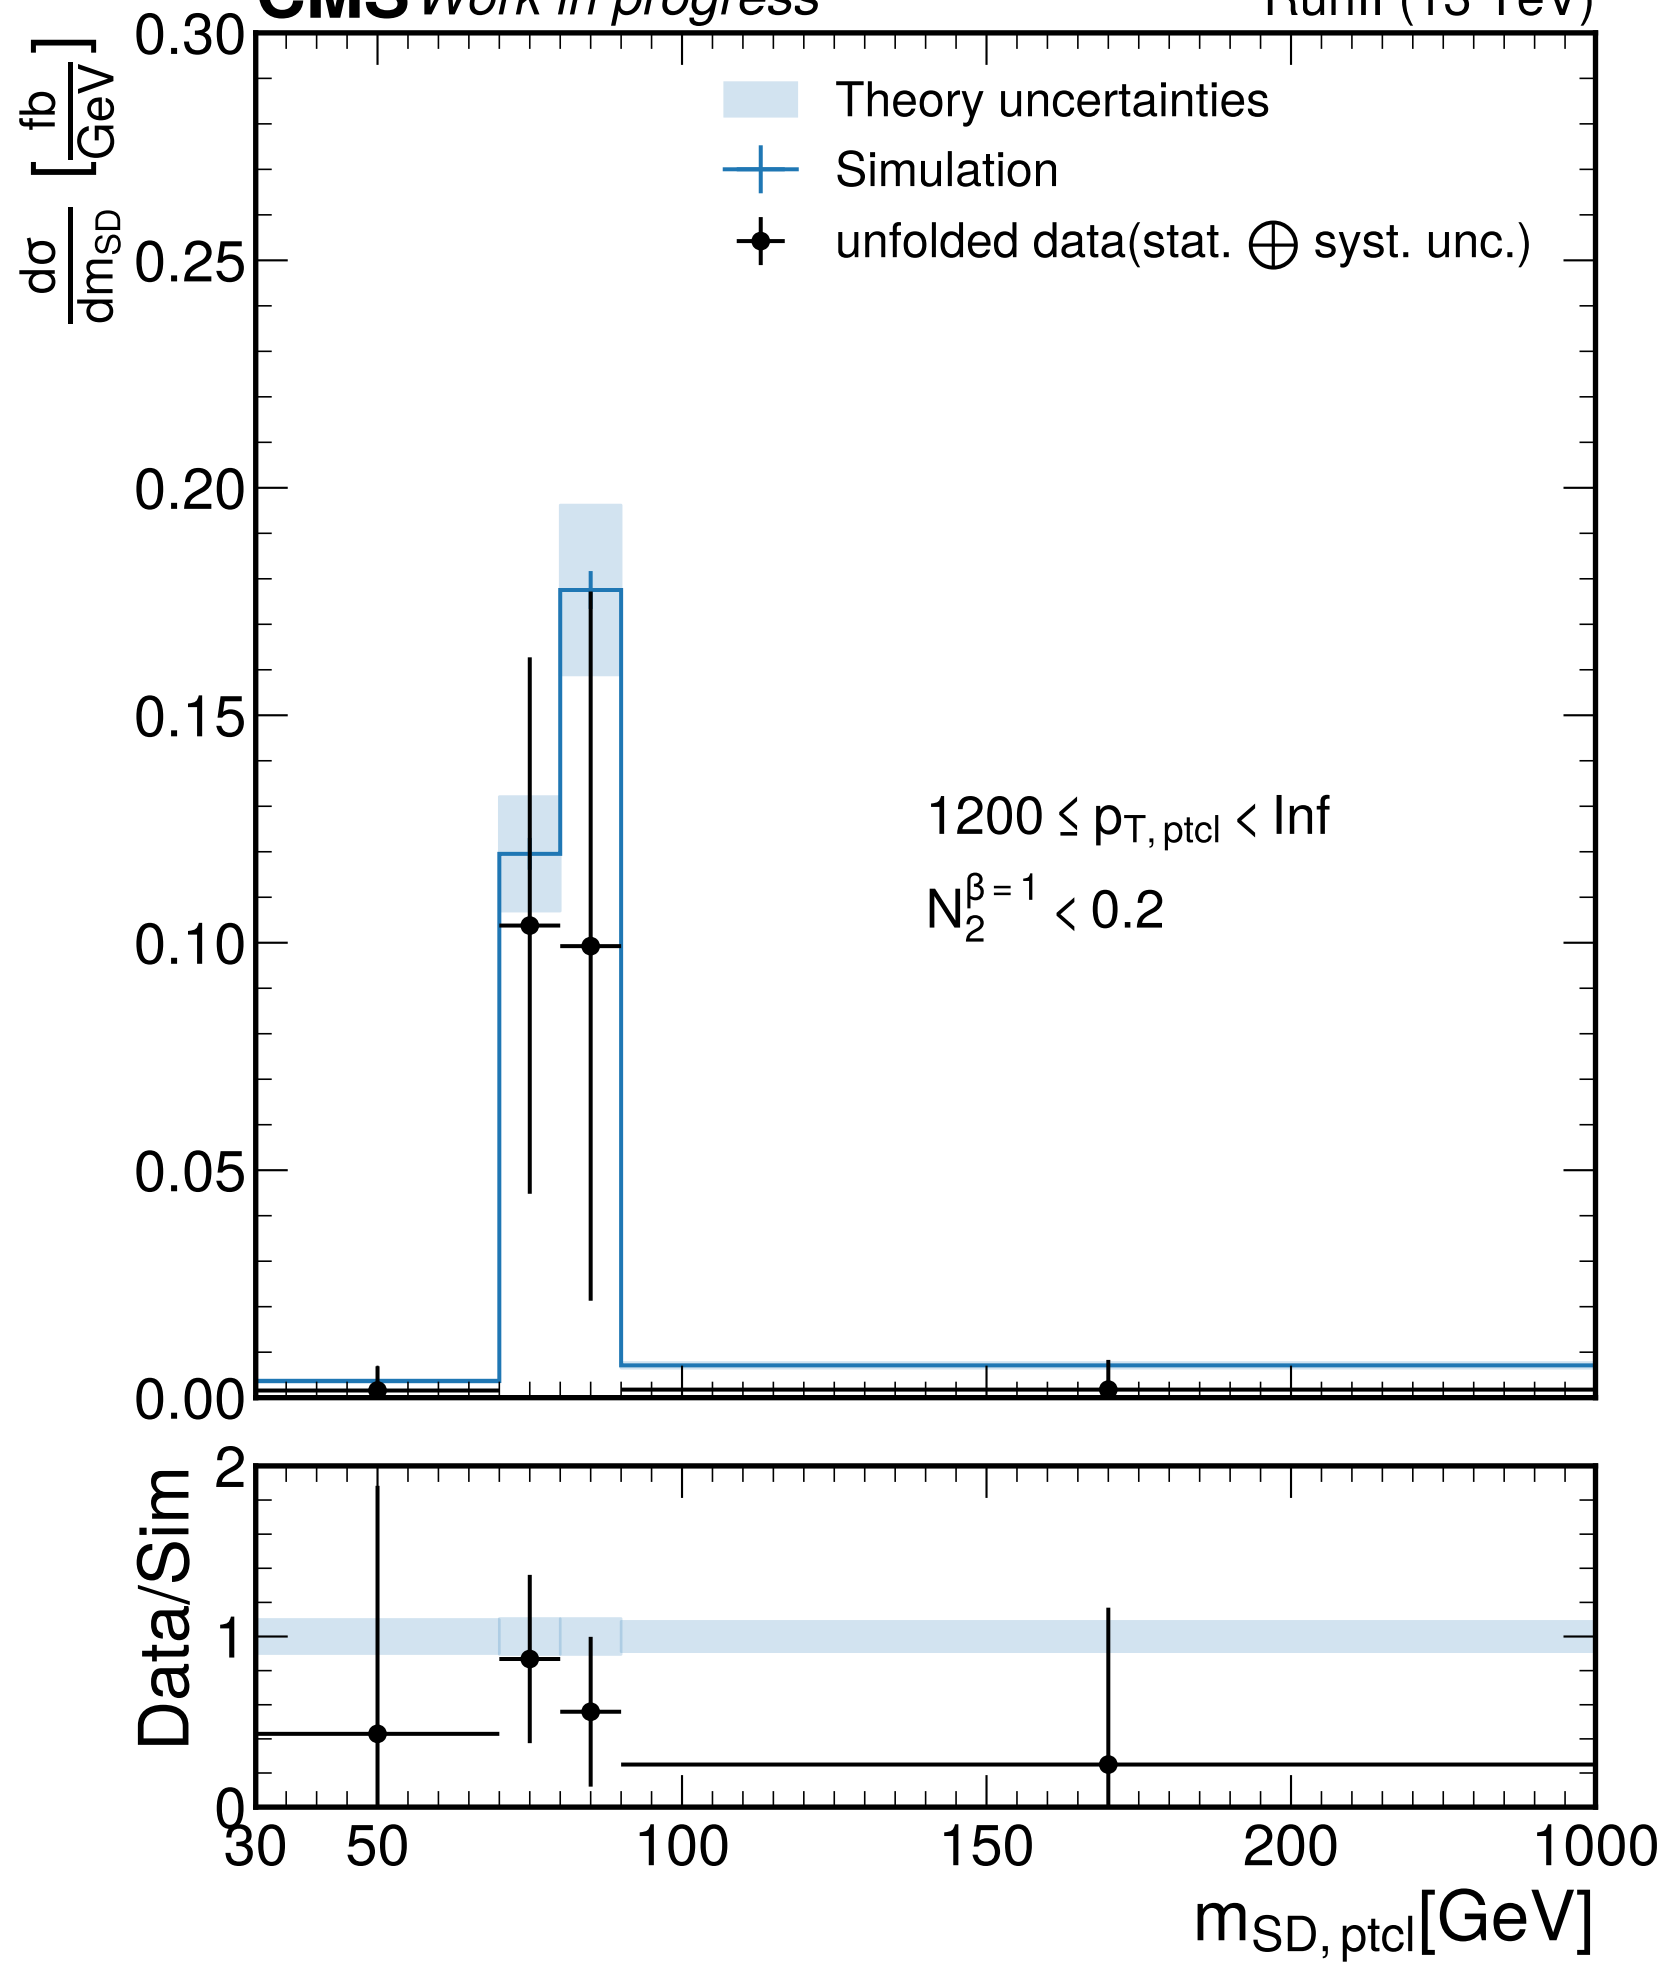 CMS Work in progress
RunII (13 TeV)
dσ/dm_SD [fb/GeV]
0.30
0.25
0.20
0.15
0.10
0.05
0.00
Theory uncertainties
Simulation
unfolded data(stat. ⨁ syst. unc.)
1200 ≤ p_T, ptcl < Inf
N_2^β = 1 < 0.2
Data/Sim
2
1
0
30 50 100 150 200 1000
m_SD, ptcl[GeV]